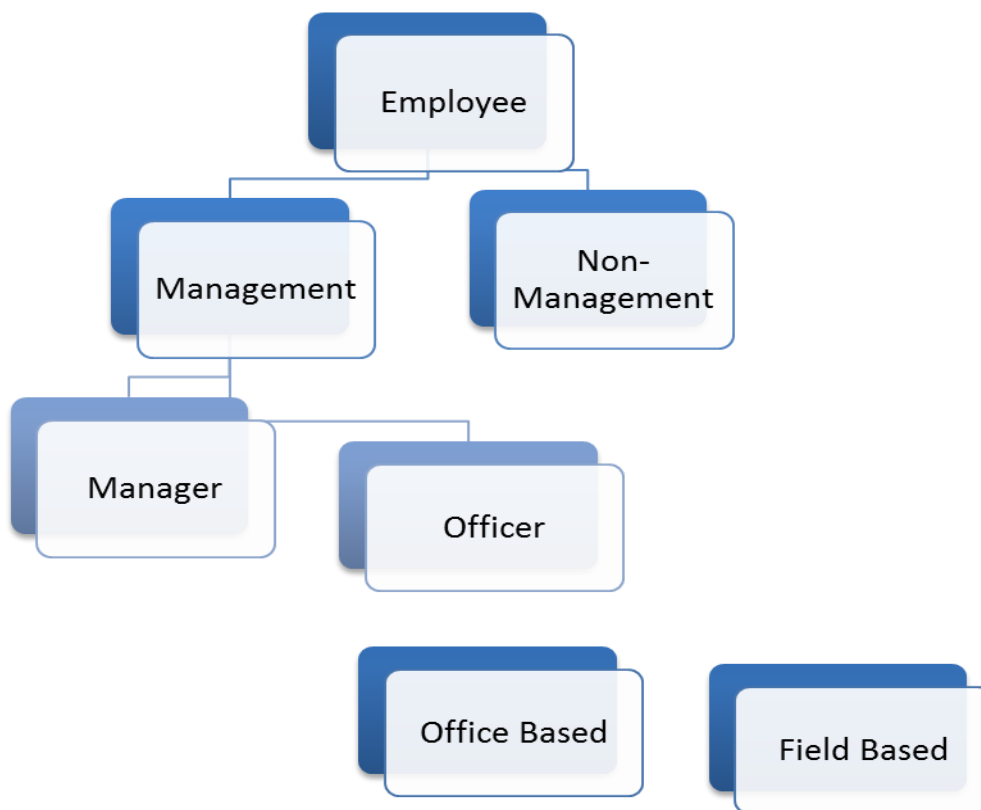 Employee
Management
Non-
Management
Manager
Officer
Office Based
Field Based